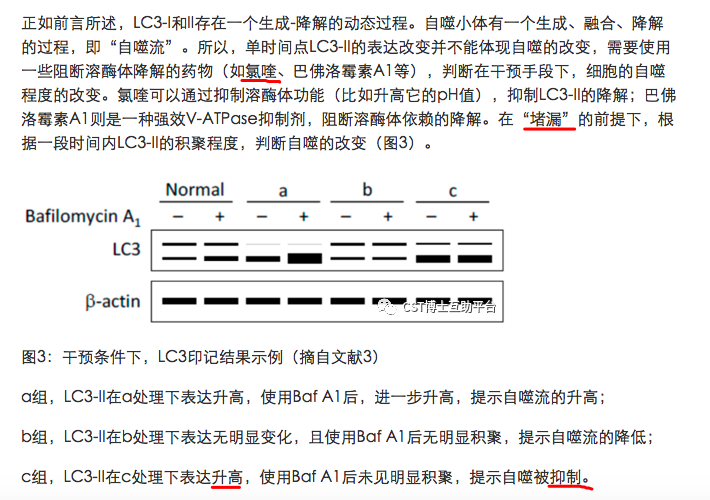 正如前言所述，LC3-I和II存在一个生成-降解的动态过程。自噬小体有一个生成、融合、降解
的过程，即“自噬流”。所以，单时间点LC3-II的表达改变并不能体现自噬的改变，需要使用
一些阻断溶酶体降解的药物（如氯喹、巴佛洛霉素A1等），判断在干预手段下，细胞的自噬
程度的改变。氯喹可以通过抑制溶酶体功能（比如升高它的pH值），抑制LC3-II的降解；巴佛
洛霉素A1则是一种强效V-ATPase抑制剂，阻断溶酶体依赖的降解。在“堵漏”的前提下，根
据一段时间内LC3-II的积聚程度，判断自噬的改变（图3）。
Normal a b c
Bafilomycin A1 − + − + − + − +
LC3
β-actin
CST博士互助平台
图3：干预条件下，LC3印记结果示例（摘自文献3）
a组，LC3-II在a处理下表达升高，使用Baf A1后，进一步升高，提示自噬流的升高；
b组，LC3-II在b处理下表达无明显变化，且使用Baf A1后无明显积聚，提示自噬流的降低；
c组，LC3-II在c处理下表达升高，使用Baf A1后未见明显积聚，提示自噬被抑制。